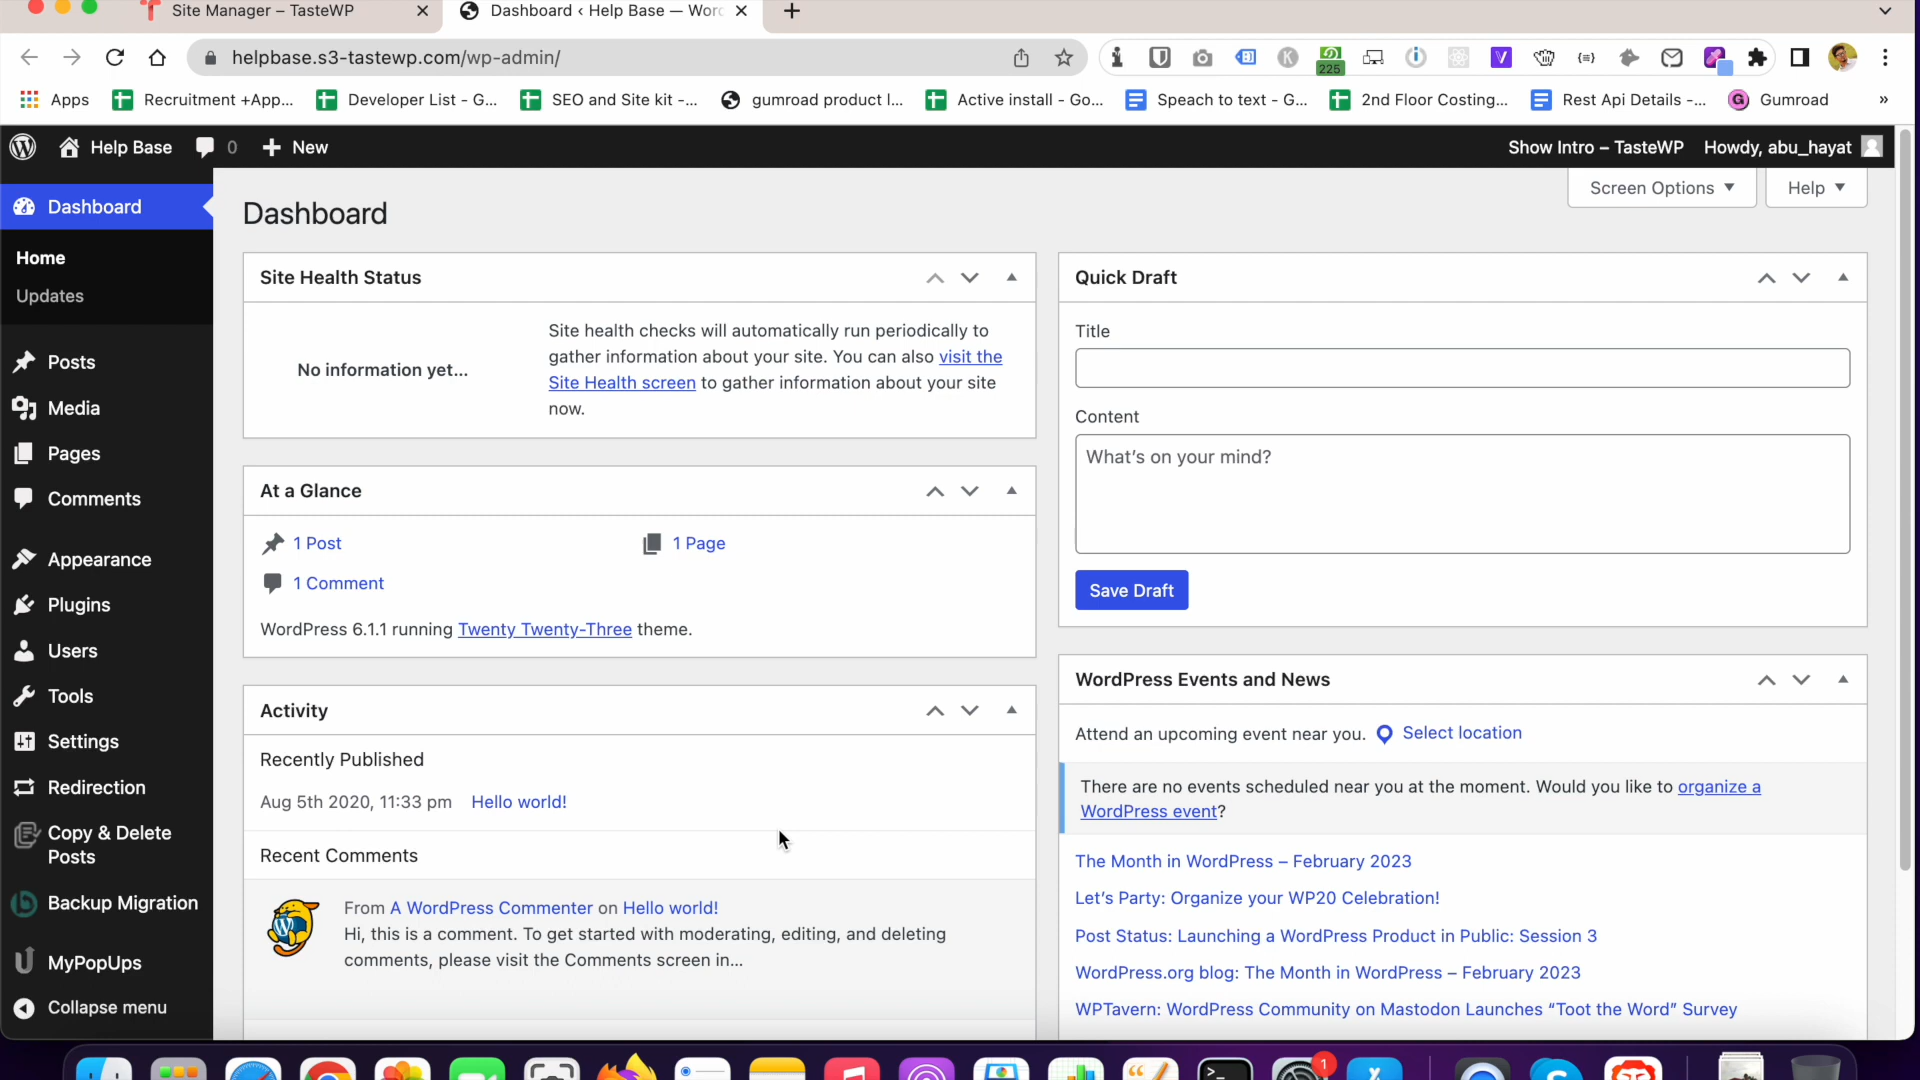 Site Manager – TasteWP
Dashboard ‹ Help Base — Wor
helpbase.s3-tastewp.com/wp-admin/
225
Apps
Recruitment +App...
Developer List - G...
SEO and Site kit -...
gumroad product l...
Active install - Go...
Speach to text - G...
2nd Floor Costing...
Rest Api Details -...
Gumroad
»
Help Base
0
New
Show Intro – TasteWP
Howdy, abu_hayat
Screen Options
Help
Dashboard
Home
Updates
Posts
Media
Pages
Comments
Appearance
Plugins
Users
Tools
Settings
Redirection
Copy & Delete
Posts
Backup Migration
MyPopUps
Collapse menu
Dashboard
Site Health Status
No information yet...
Site health checks will automatically run periodically to
gather information about your site. You can also visit the
Site Health screen to gather information about your site
now.
At a Glance
1 Post
1 Page
1 Comment
WordPress 6.1.1 running Twenty Twenty-Three theme.
Activity
Recently Published
Aug 5th 2020, 11:33 pm
Hello world!
Recent Comments
From A WordPress Commenter on Hello world!
Hi, this is a comment. To get started with moderating, editing, and deleting
comments, please visit the Comments screen in...
Quick Draft
Title
Content
What's on your mind?
Save Draft
WordPress Events and News
Attend an upcoming event near you.
Select location
There are no events scheduled near you at the moment. Would you like to organize a
WordPress event?
The Month in WordPress – February 2023
Let's Party: Organize your WP20 Celebration!
Post Status: Launching a WordPress Product in Public: Session 3
WordPress.org blog: The Month in WordPress – February 2023
WPTavern: WordPress Community on Mastodon Launches “Toot the Word” Survey
1